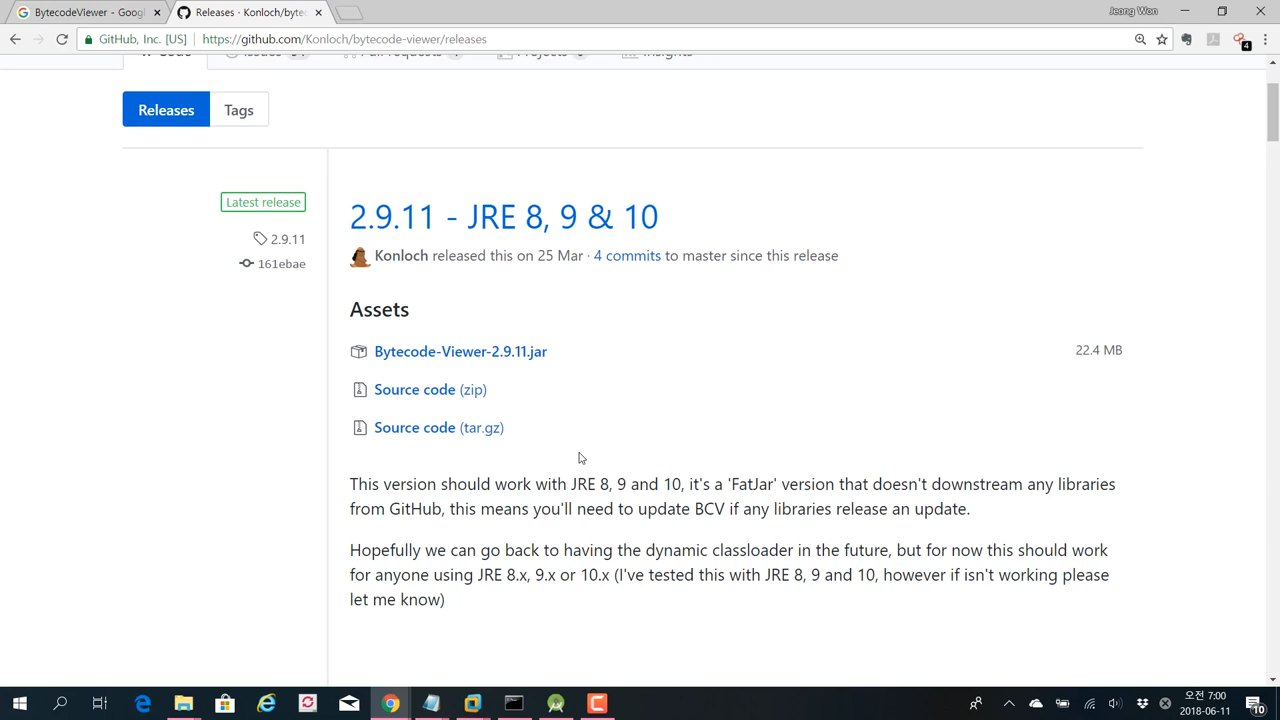 BytecodeViewer - Googl
Releases · Konloch/byte
Jeong Won
GitHub, Inc. [US]
https://github.com/Konloch/bytecode-viewer/releases
4
Releases
Tags
Latest release
2.9.11
161ebae
2.9.11 - JRE 8, 9 & 10
Konloch released this on 25 Mar · 4 commits to master since this release
Assets
Bytecode-Viewer-2.9.11.jar
22.4 MB
Source code (zip)
Source code (tar.gz)
This version should work with JRE 8, 9 and 10, it's a 'FatJar' version that doesn't downstream any libraries
from GitHub, this means you'll need to update BCV if any libraries release an update.
Hopefully we can go back to having the dynamic classloader in the future, but for now this should work
for anyone using JRE 8.x, 9.x or 10.x (I've tested this with JRE 8, 9 and 10, however if isn't working please
let me know)
오전 7:00
2018-06-11
10